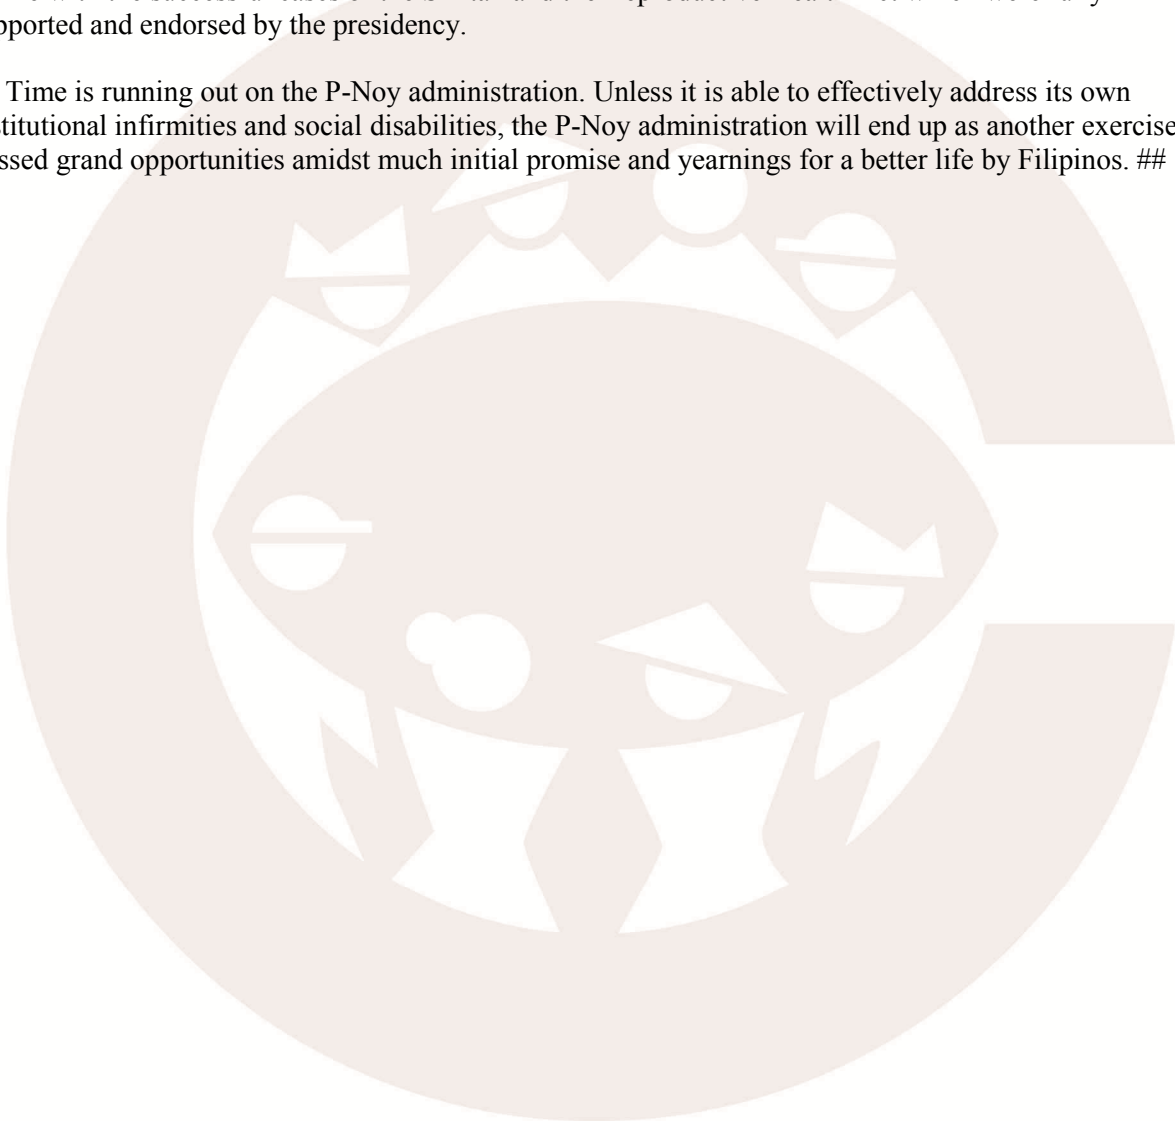 pported and endorsed by the presidency.
Time is running out on the P-Noy administration. Unless it is able to effectively address its own
titutional infirmities and social disabilities, the P-Noy administration will end up as another exercise
ssed grand opportunities amidst much initial promise and yearnings for a better life by Filipinos. ##